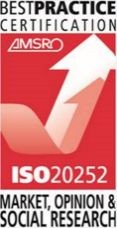 BESTPRACTICE
CERTIFICATION
AMSRO
ISO20252
MARKET, OPINION &
SOCIAL RESEARCH